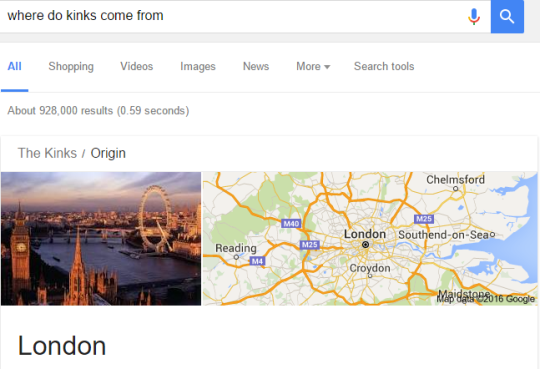 where do kinks come from
All Shopping Videos Images News More Search tools
About 928,000 results (0.59 seconds)
The Kinks / Origin
Chelmsford
M40
M25
London
Southend-on-Sea
Reading
M25
M4
Croydon
Maidstone
Map data ©2016 Google
London